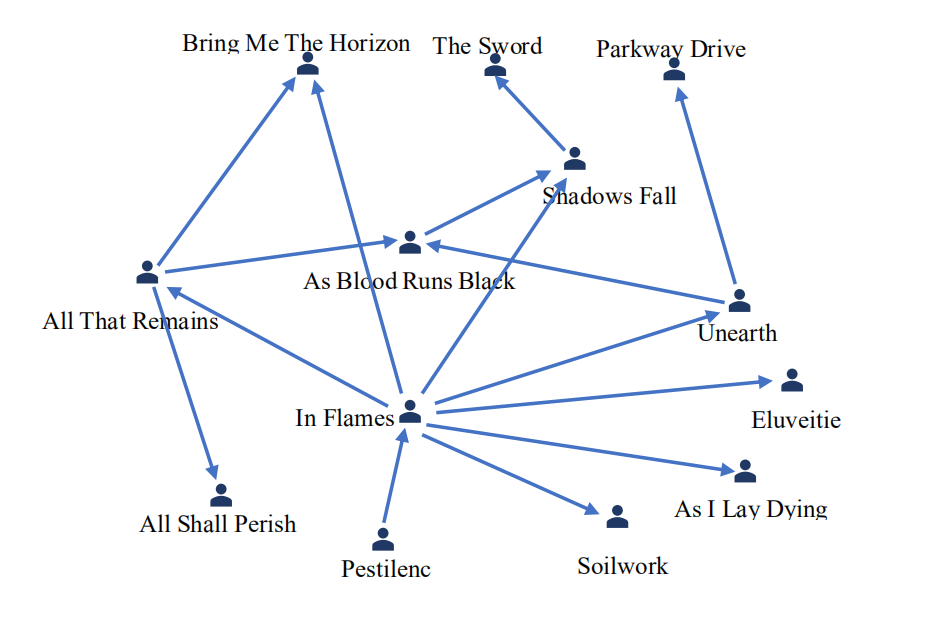 Bring Me The Horizon
The Sword
Parkway Drive
Shadows Fall
As Blood Runs Black
All That Remains
Unearth
In Flames
Eluveitie
As I Lay Dying
All Shall Perish
Pestilenc
Soilwork